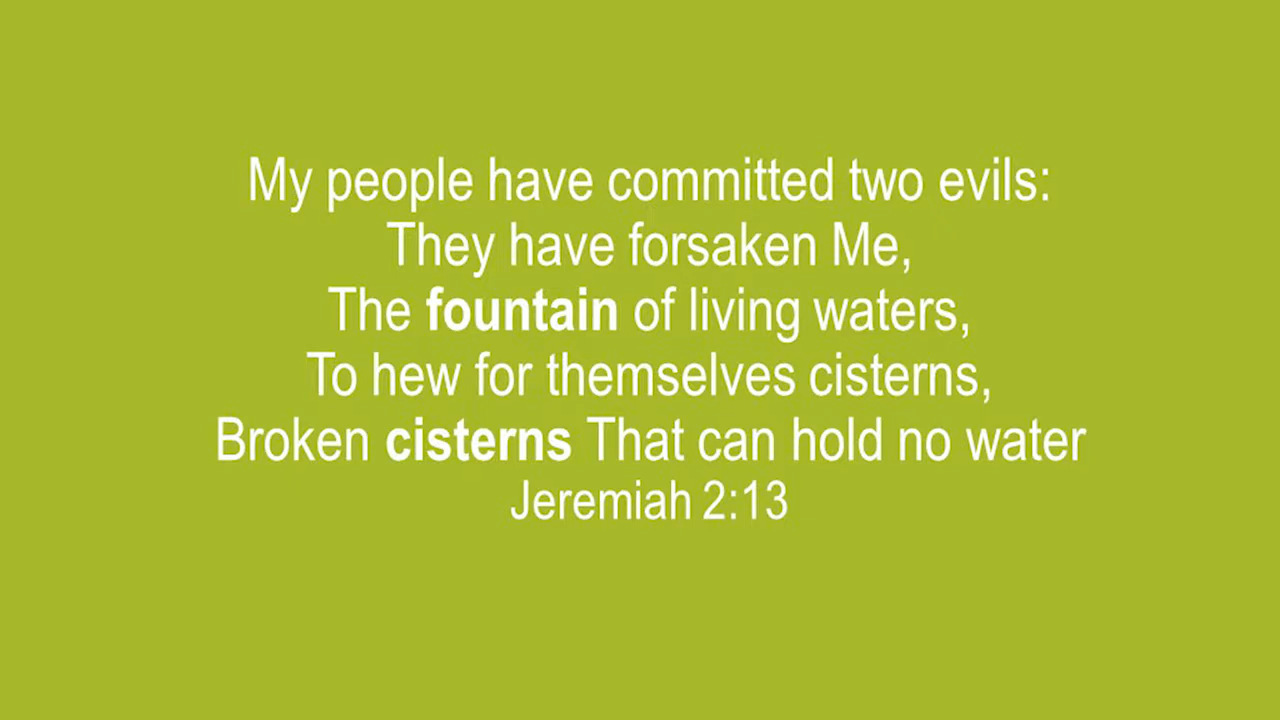 My people have committed two evils:
They have forsaken Me,
The fountain of living waters,
To hew for themselves cisterns,
Broken cisterns That can hold no water
Jeremiah 2:13